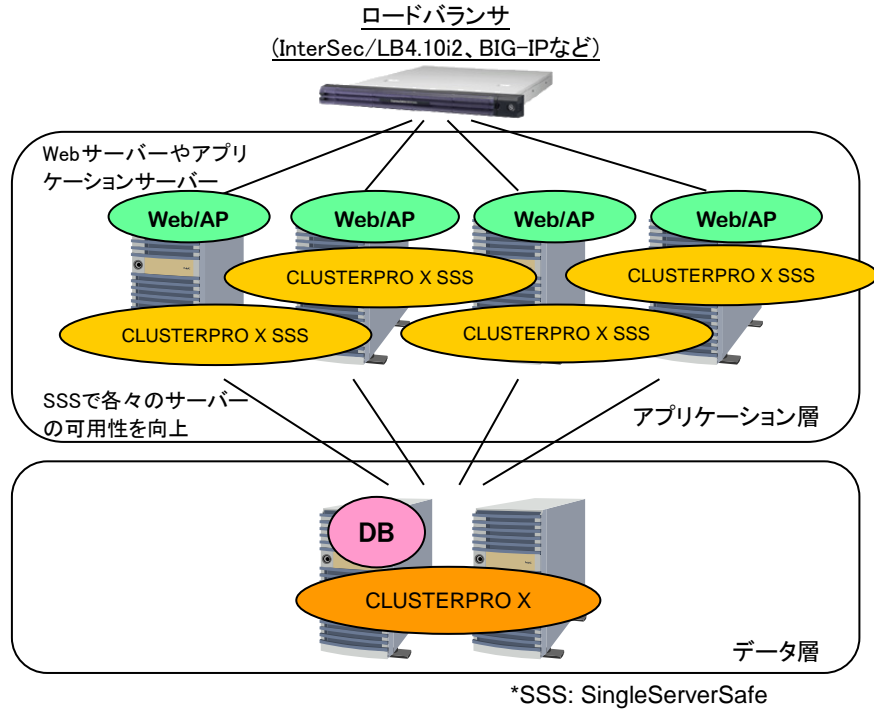 ロードバランサ
(InterSec/LB4.10i2、BIG-IPなど)
Webサーバーやアプリ
ケーションサーバー
Web/AP
Web/AP
Web/AP
Web/AP
CLUSTERPRO X SSS
CLUSTERPRO X SSS
CLUSTERPRO X SSS
CLUSTERPRO X SSS
SSSで各々のサーバー
の可用性を向上
アプリケーション層
DB
CLUSTERPRO X
データ層
*SSS: SingleServerSafe